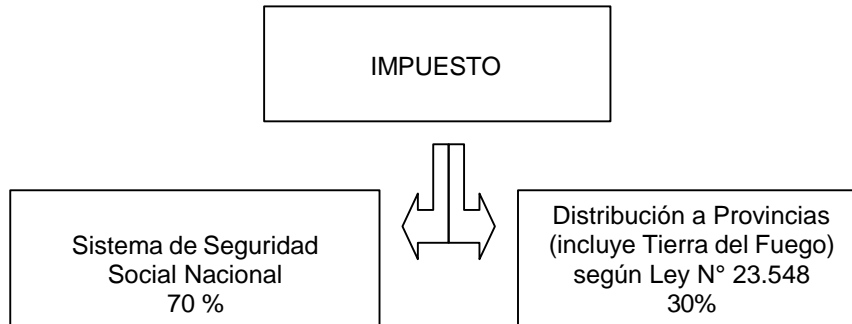 IMPUESTO
Sistema de Seguridad
Social Nacional
70 %
Distribución a Provincias
(incluye Tierra del Fuego)
según Ley N° 23.548
30%